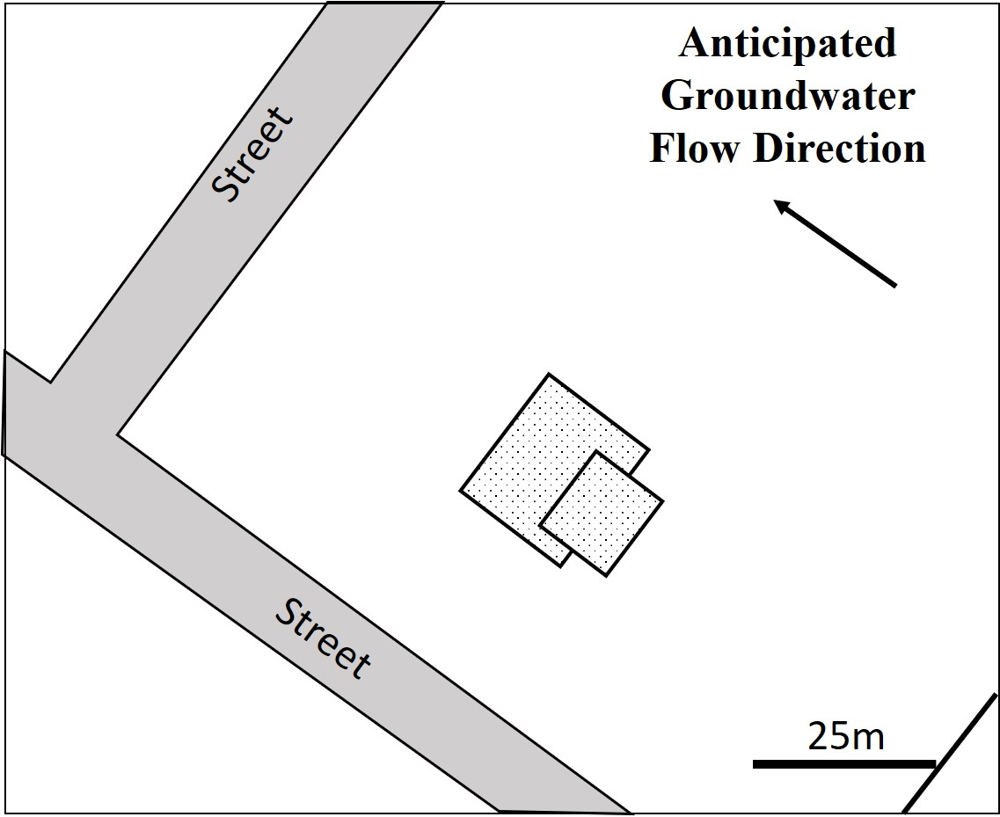 Anticipated
Groundwater
Flow Direction
Street
Street
25m